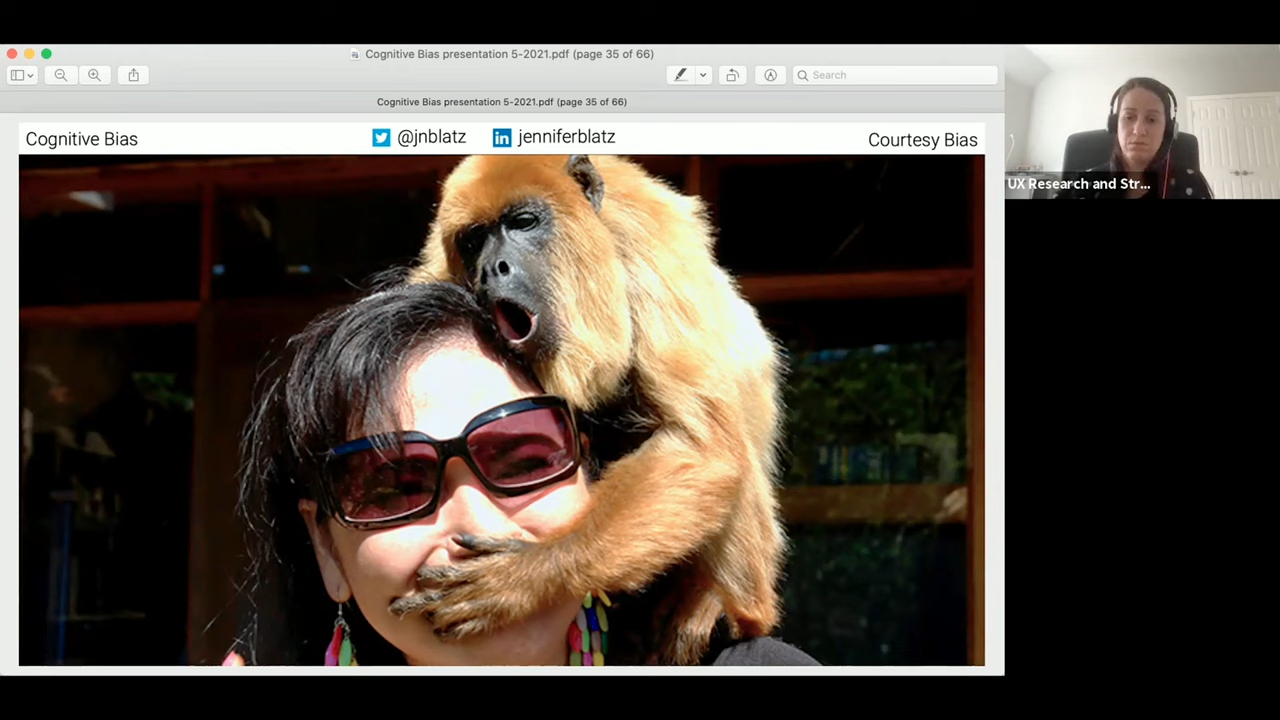 Cognitive Bias presentation 5-2021.pdf (page 35 of 66)
Search
Cognitive Bias presentation 5-2021.pdf (page 35 of 66)
Cognitive Bias
@jnblatz
in jenniferblatz
Courtesy Bias
UX Research and Str...